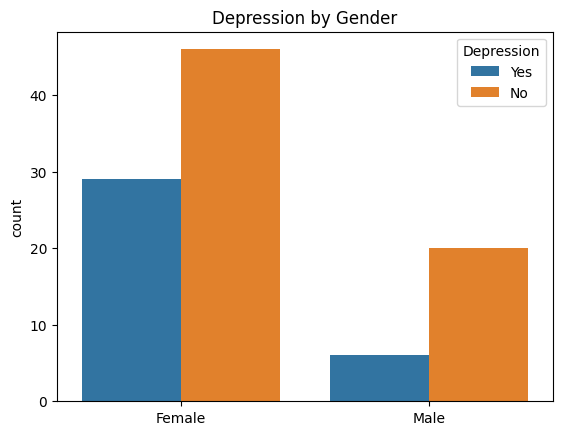 Depression by Gender
Depression
Yes
No
count
40
30
20
10
0
Female
Male